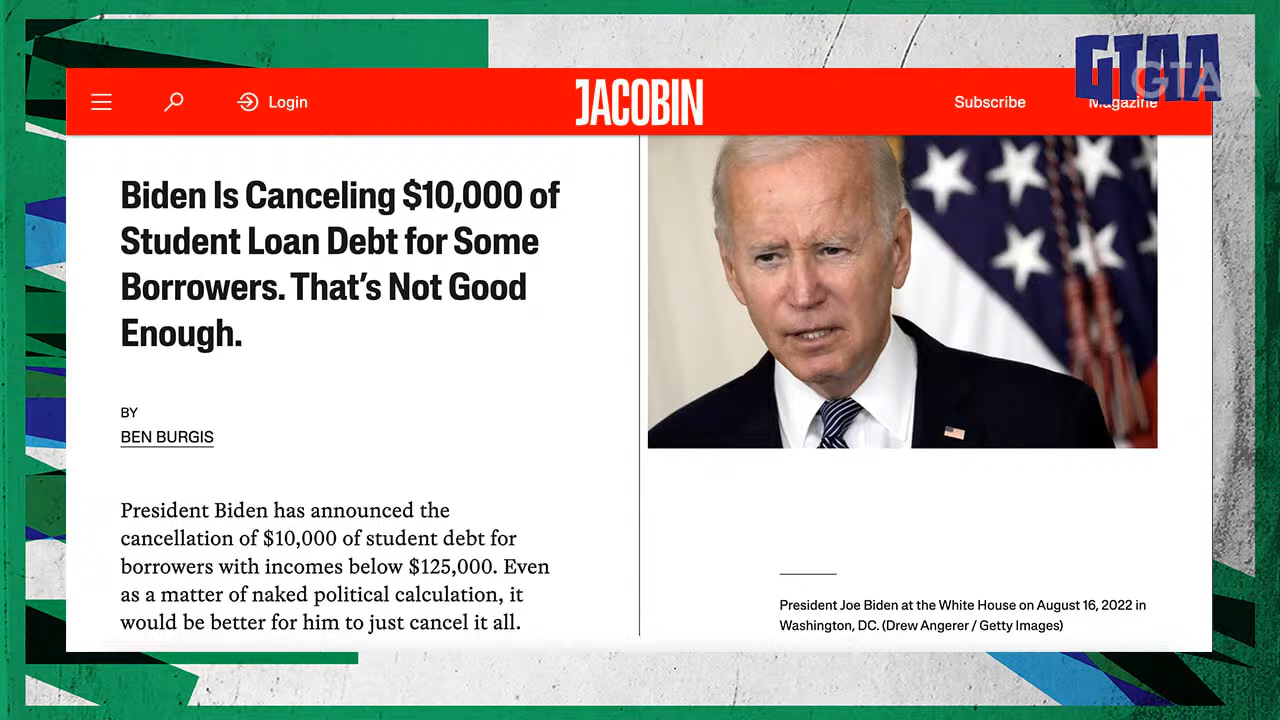 GTAA
GTAA
Login
JACOBIN
Subscribe
Magazine
Biden Is Canceling $10,000 of
Student Loan Debt for Some
Borrowers. That’s Not Good
Enough.
BY
BEN BURGIS
President Biden has announced the
cancellation of $10,000 of student debt for
borrowers with incomes below $125,000. Even
as a matter of naked political calculation, it
would be better for him to just cancel it all.
President Joe Biden at the White House on August 16, 2022 in
Washington, DC. (Drew Angerer / Getty Images)